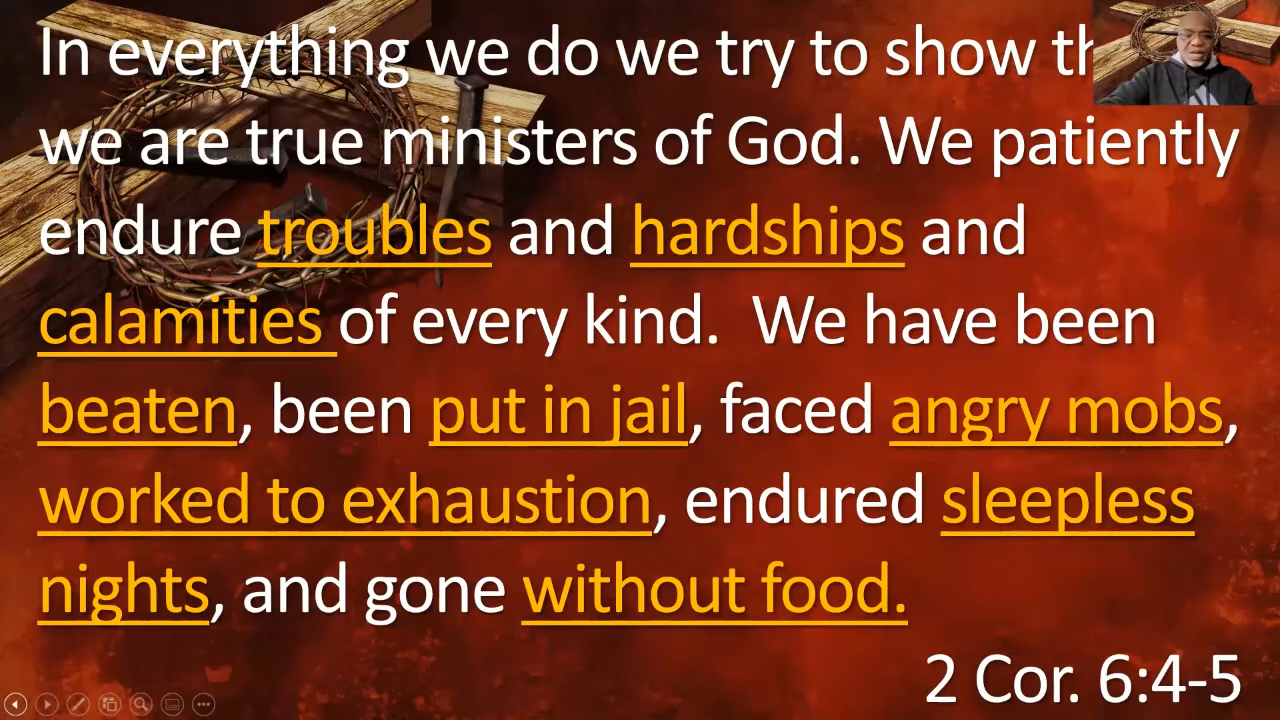 In everything we do we try to show th
we are true ministers of God. We patiently
endure troubles and hardships and
calamities of every kind.  We have been
beaten, been put in jail, faced angry mobs,
worked to exhaustion, endured sleepless
nights, and gone without food.
2 Cor. 6:4-5